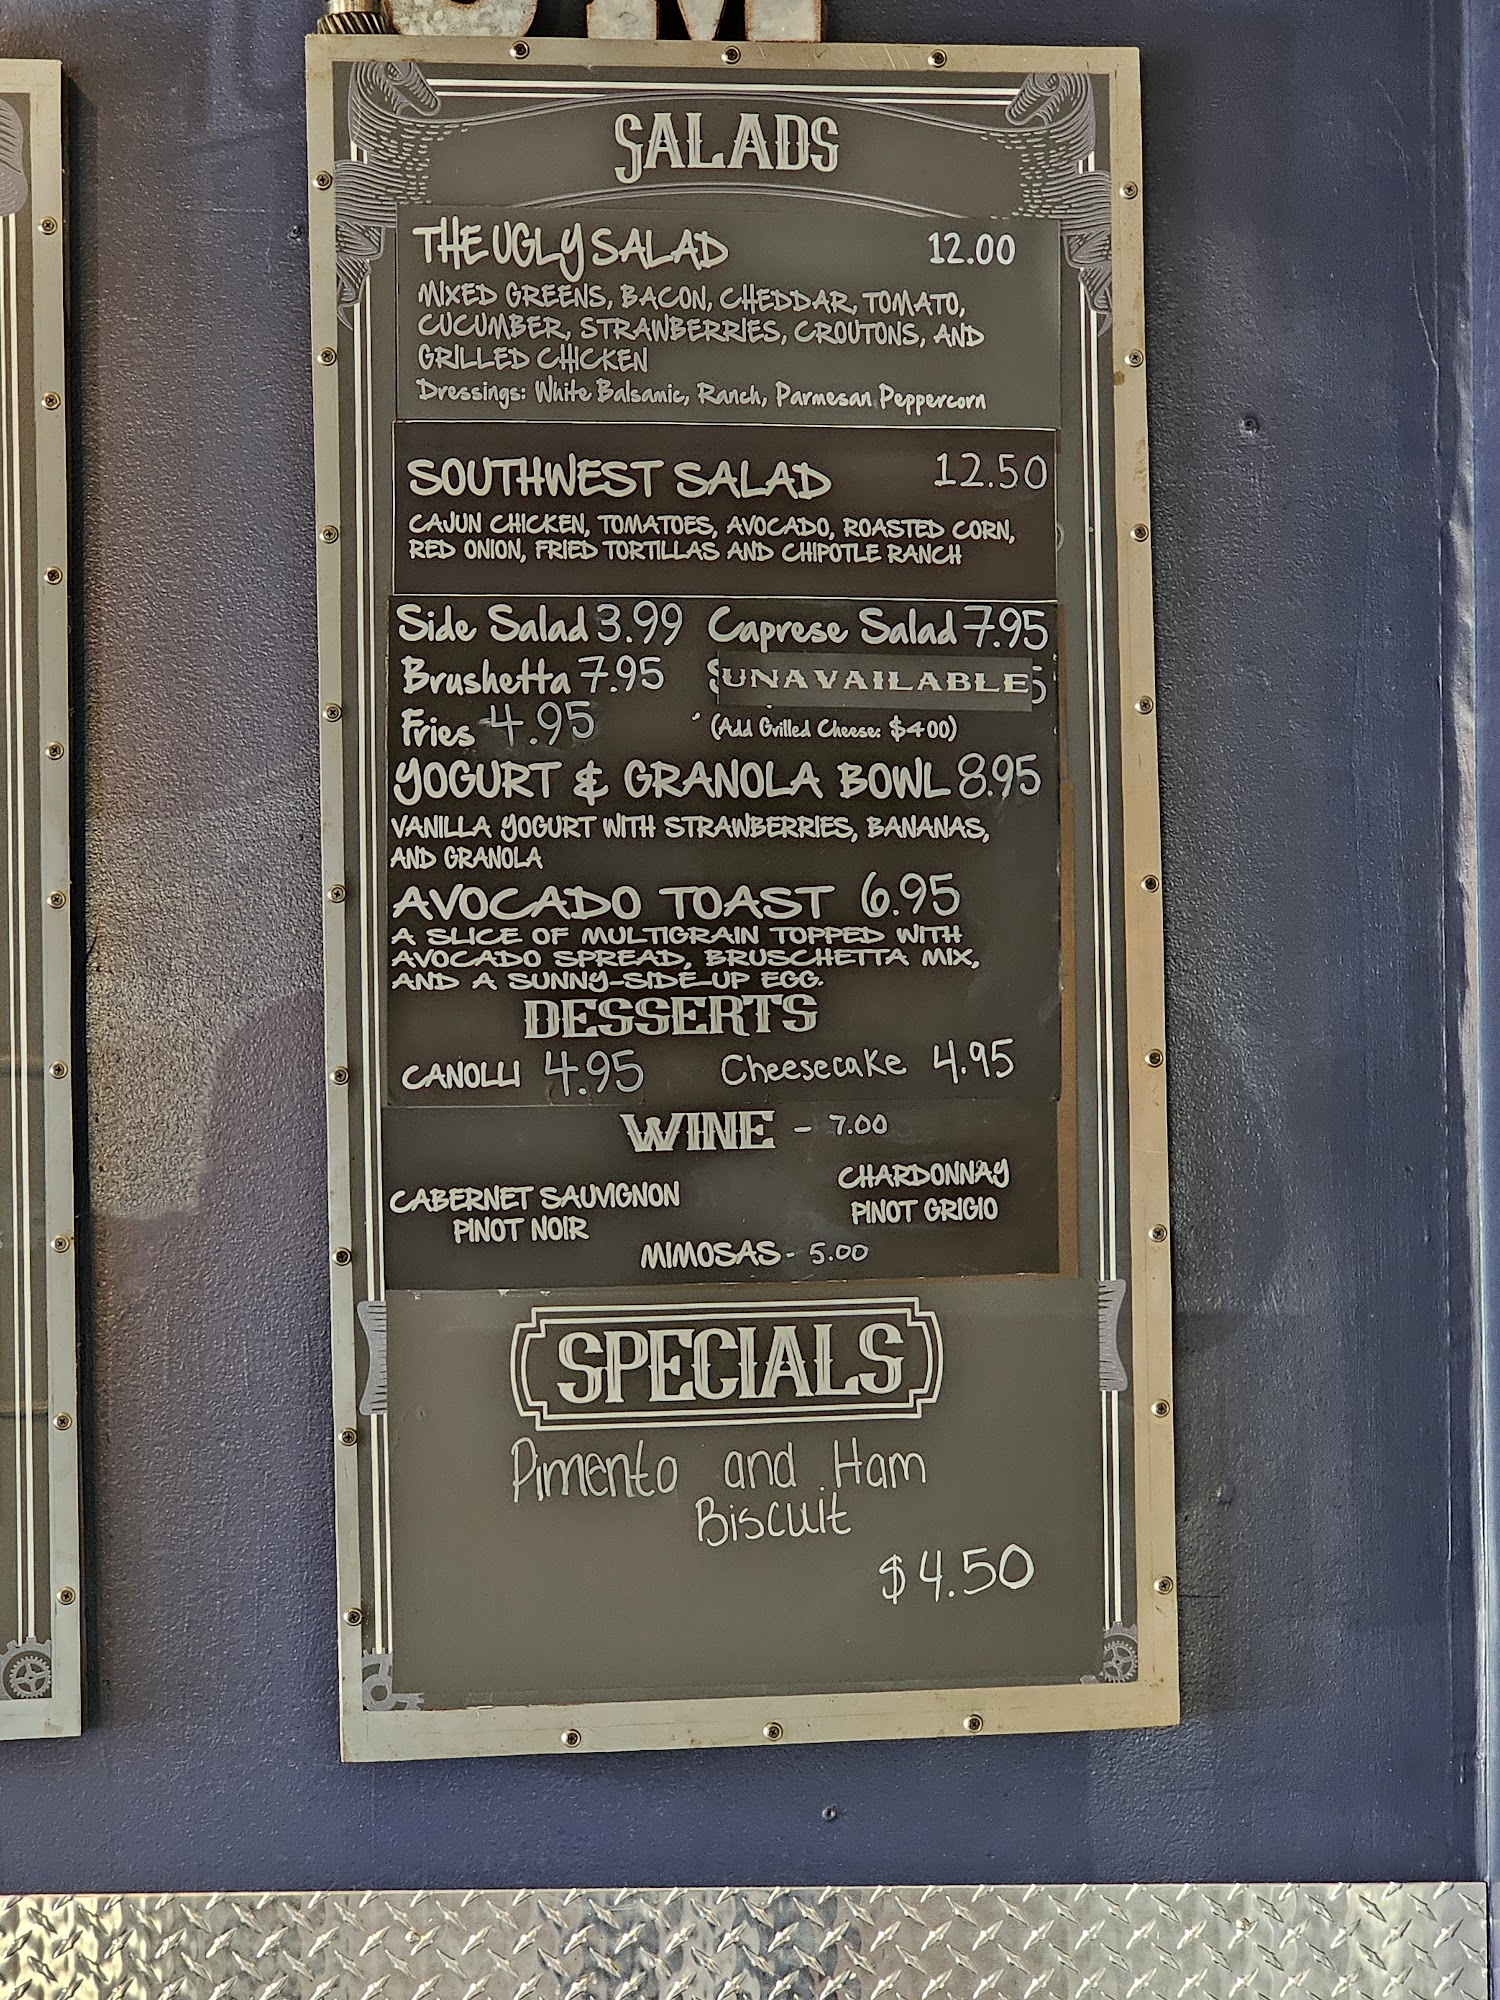 SALADS
THE UGLY SALAD 12.00
MIXED GREENS, BACON, CHEDDAR, TOMATO,
CUCUMBER, STRAWBERRIES, CROUTONS, AND
GRILLED CHICKEN
Dressings: White Balsamic, Ranch, Parmesan Peppercorn
SOUTHWEST SALAD 12.50
CAJUN CHICKEN, TOMATOES, AVOCADO, ROASTED CORN,
RED ONION, FRIED TORTILLAS AND CHIPOTLE RANCH
Side Salad 3.99 Caprese Salad 7.95
Brushetta 7.95 UNAVAILABLE
Fries 4.95 (Add Grilled Cheese: $4.00)
YOGURT & GRANOLA BOWL 8.95
VANILLA YOGURT WITH STRAWBERRIES, BANANAS,
AND GRANOLA
AVOCADO TOAST 6.95
A SLICE OF MULTIGRAIN TOPPED WITH
AVOCADO SPREAD, BRUSCHETTA MIX,
AND A SUNNY-SIDE-UP EGG.
DESSERTS
CANOLLI 4.95 Cheesecake 4.95
WINE - 7.00
CABERNET SAUVIGNON CHARDONNAY
PINOT NOIR PINOT GRIGIO
MIMOSAS - 5.00
SPECIALS
Pimento and Ham
Biscuit
$4.50